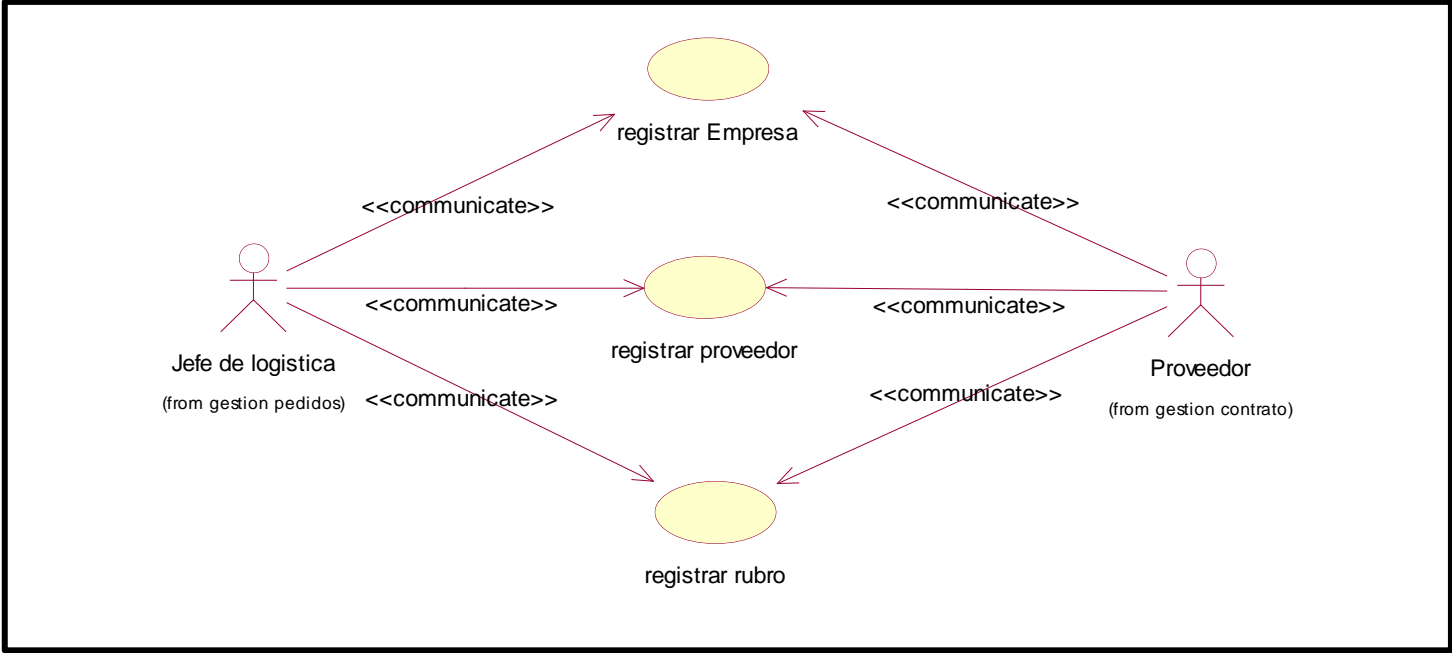 registrar Empresa
<<communicate>>
<<communicate>>
<<communicate>>
<<communicate>>
registrar proveedor
Jefe de logistica
(from gestion pedidos)
Proveedor
(from gestion contrato)
<<communicate>>
<<communicate>>
registrar rubro